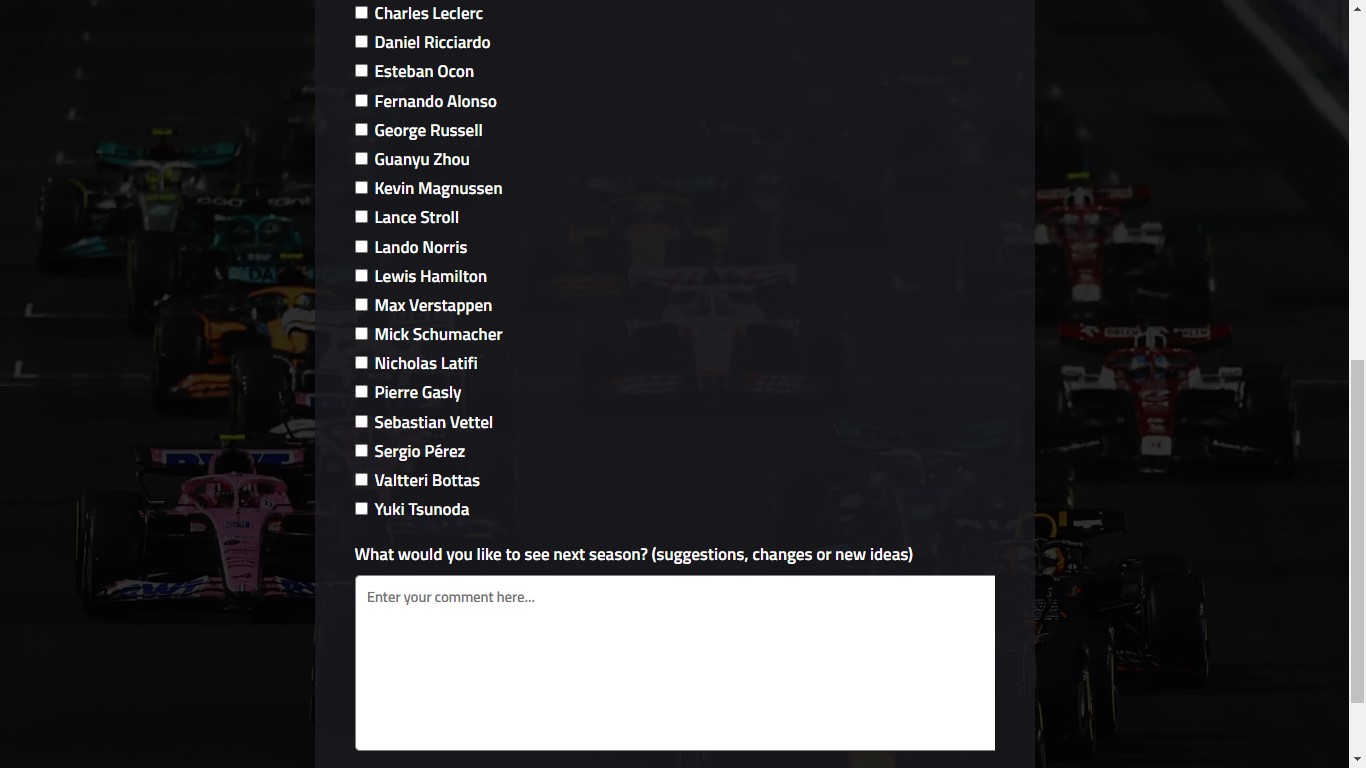 Charles Leclerc
Daniel Ricciardo
Esteban Ocon
Fernando Alonso
George Russell
Guanyu Zhou
Kevin Magnussen
Lance Stroll
Lando Norris
Lewis Hamilton
Max Verstappen
Mick Schumacher
Nicholas Latifi
Pierre Gasly
Sebastian Vettel
Sergio Pérez
Valtteri Bottas
Yuki Tsunoda
What would you like to see next season? (suggestions, changes or new ideas)
Enter your comment here...